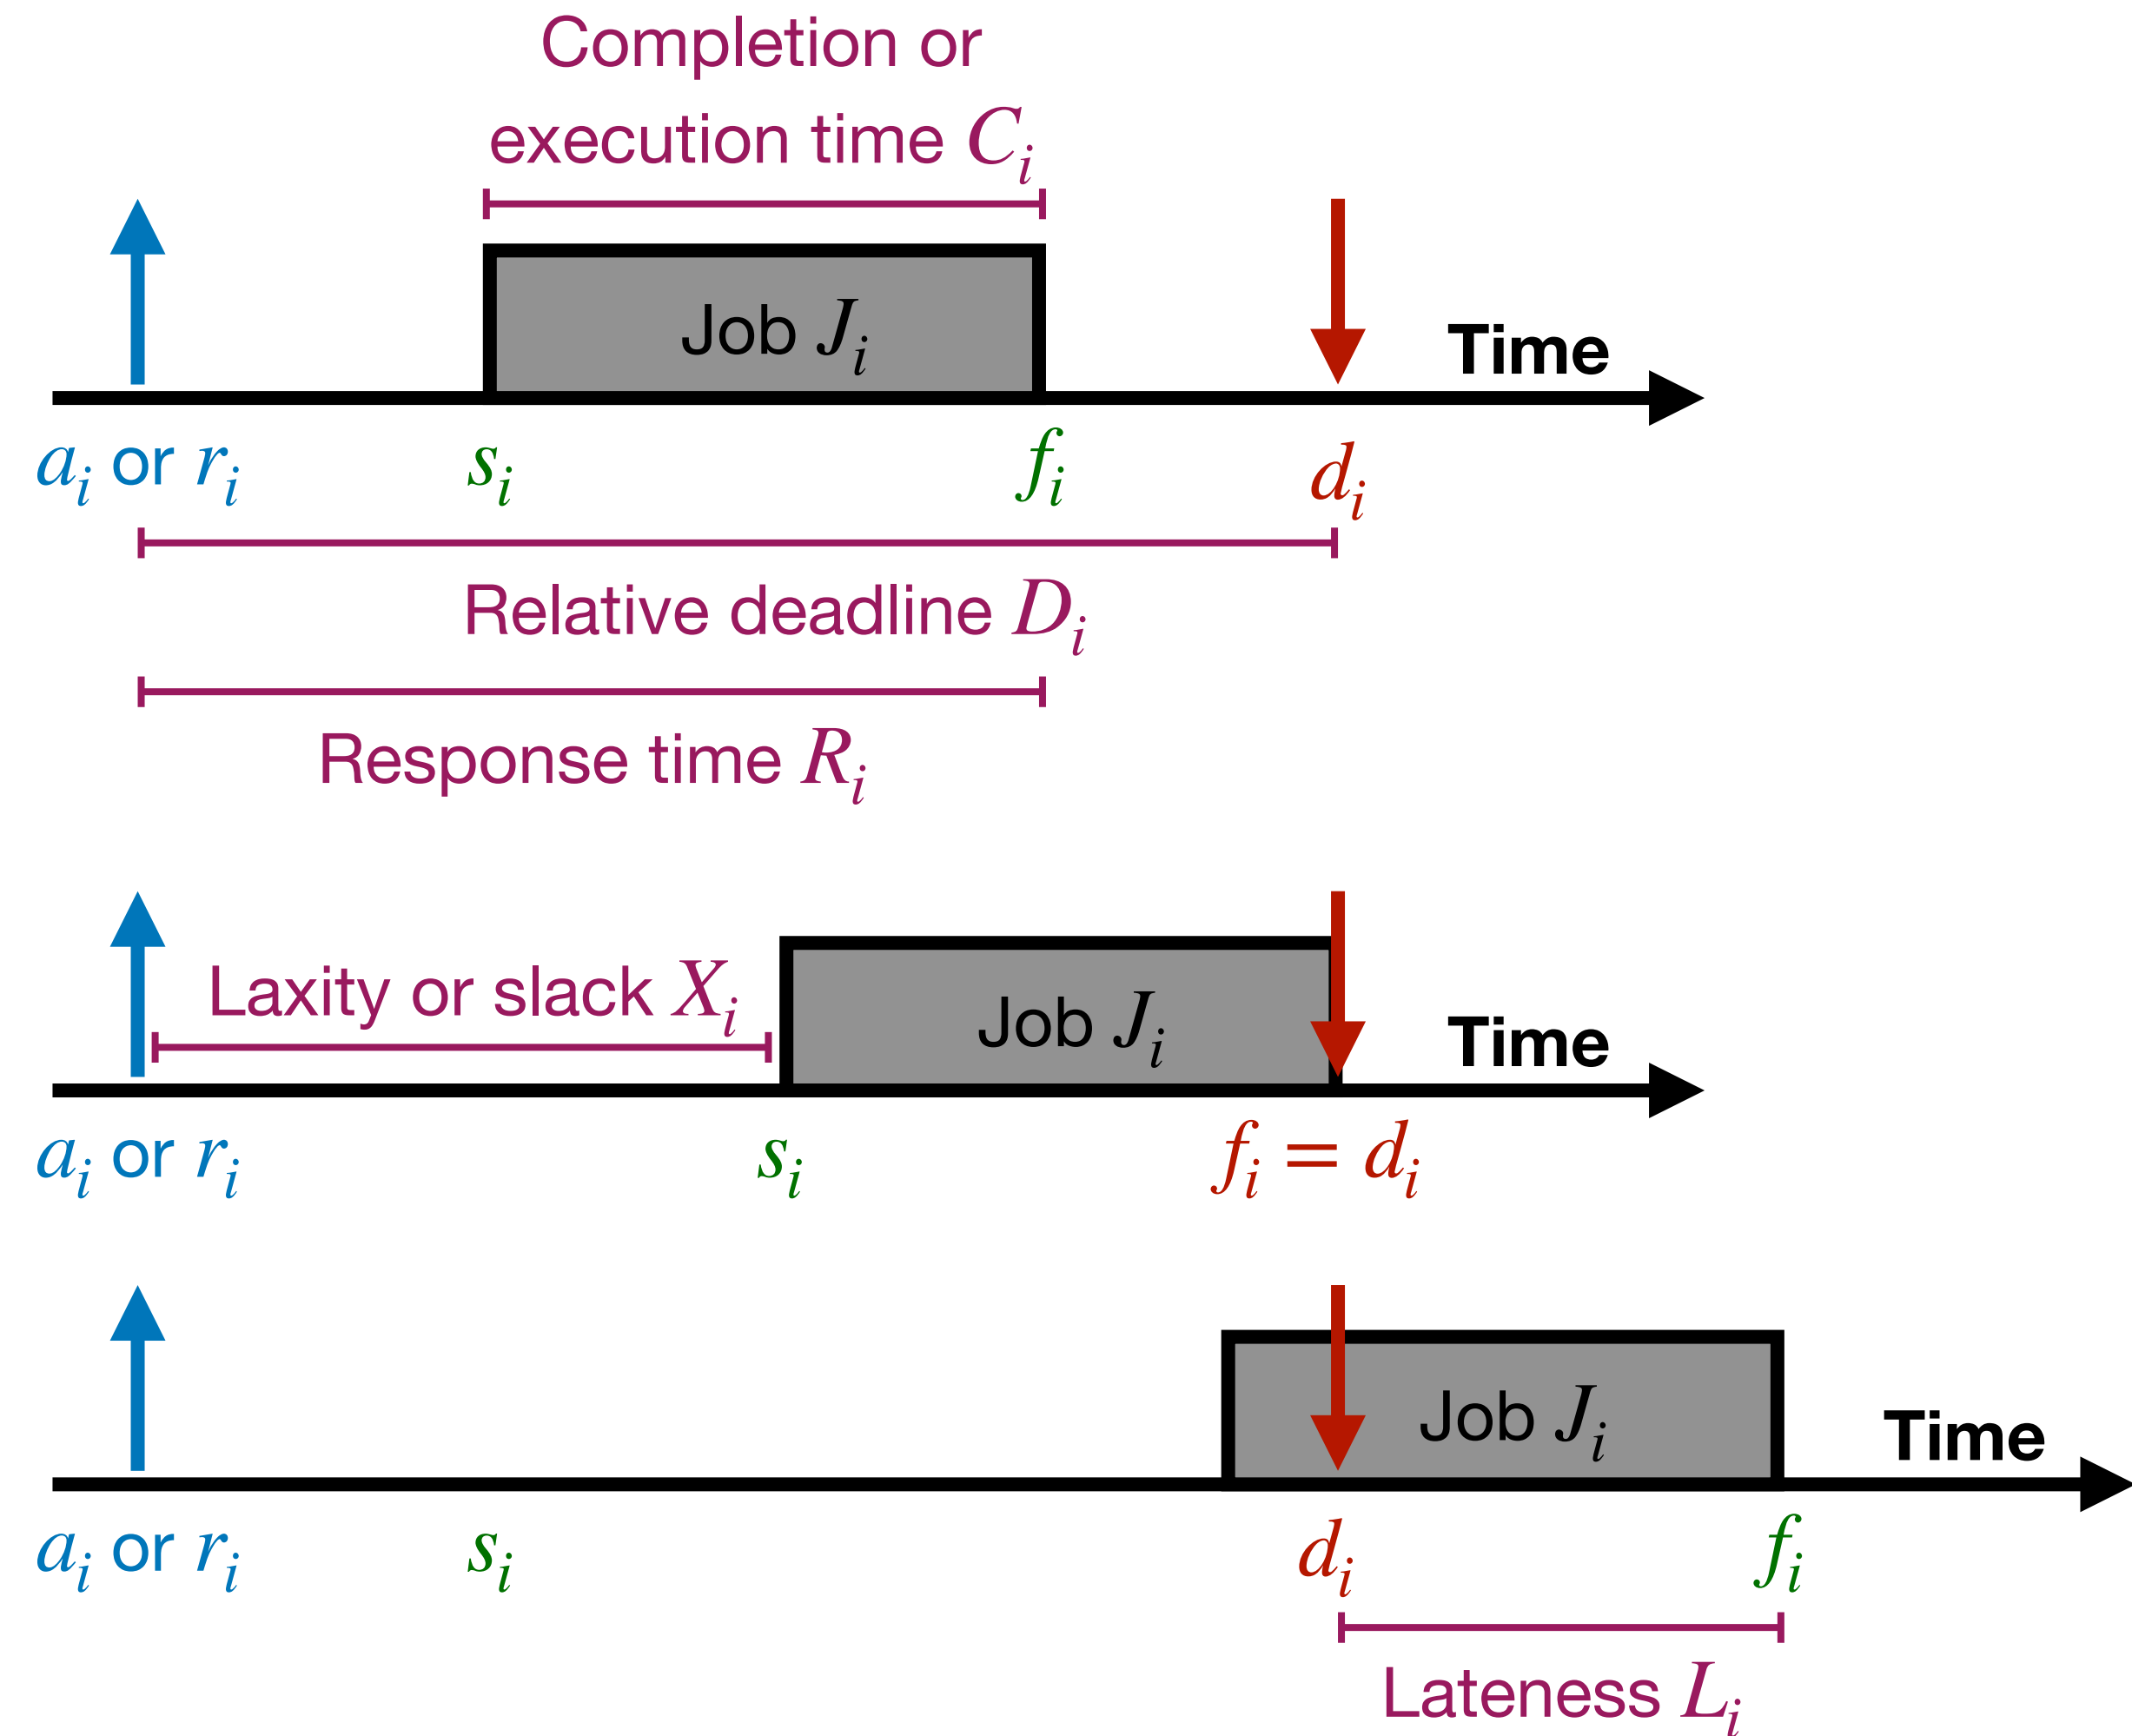 Completion or
execution time Cᵢ
Job Jᵢ
Time
aᵢ or rᵢ sᵢ fᵢ dᵢ
Relative deadline Dᵢ
Response time Rᵢ
Laxity or slack Xᵢ
Job Jᵢ
Time
aᵢ or rᵢ sᵢ fᵢ = dᵢ
Job Jᵢ
Time
aᵢ or rᵢ sᵢ dᵢ fᵢ
Lateness Lᵢ